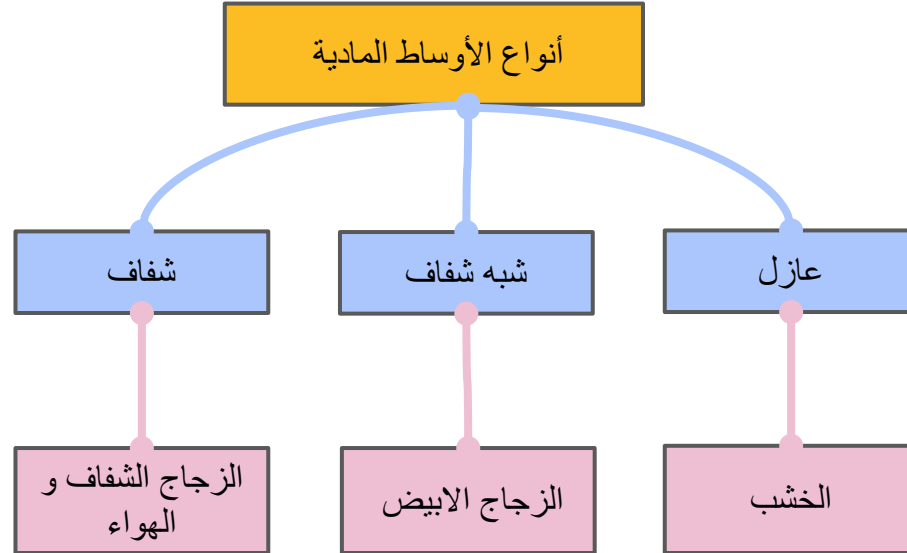 أنواع الأوساط المادية
عازل
شبه شفاف
شفاف
الخشب
الزجاج الابيض
الزجاج الشفاف و
الهواء